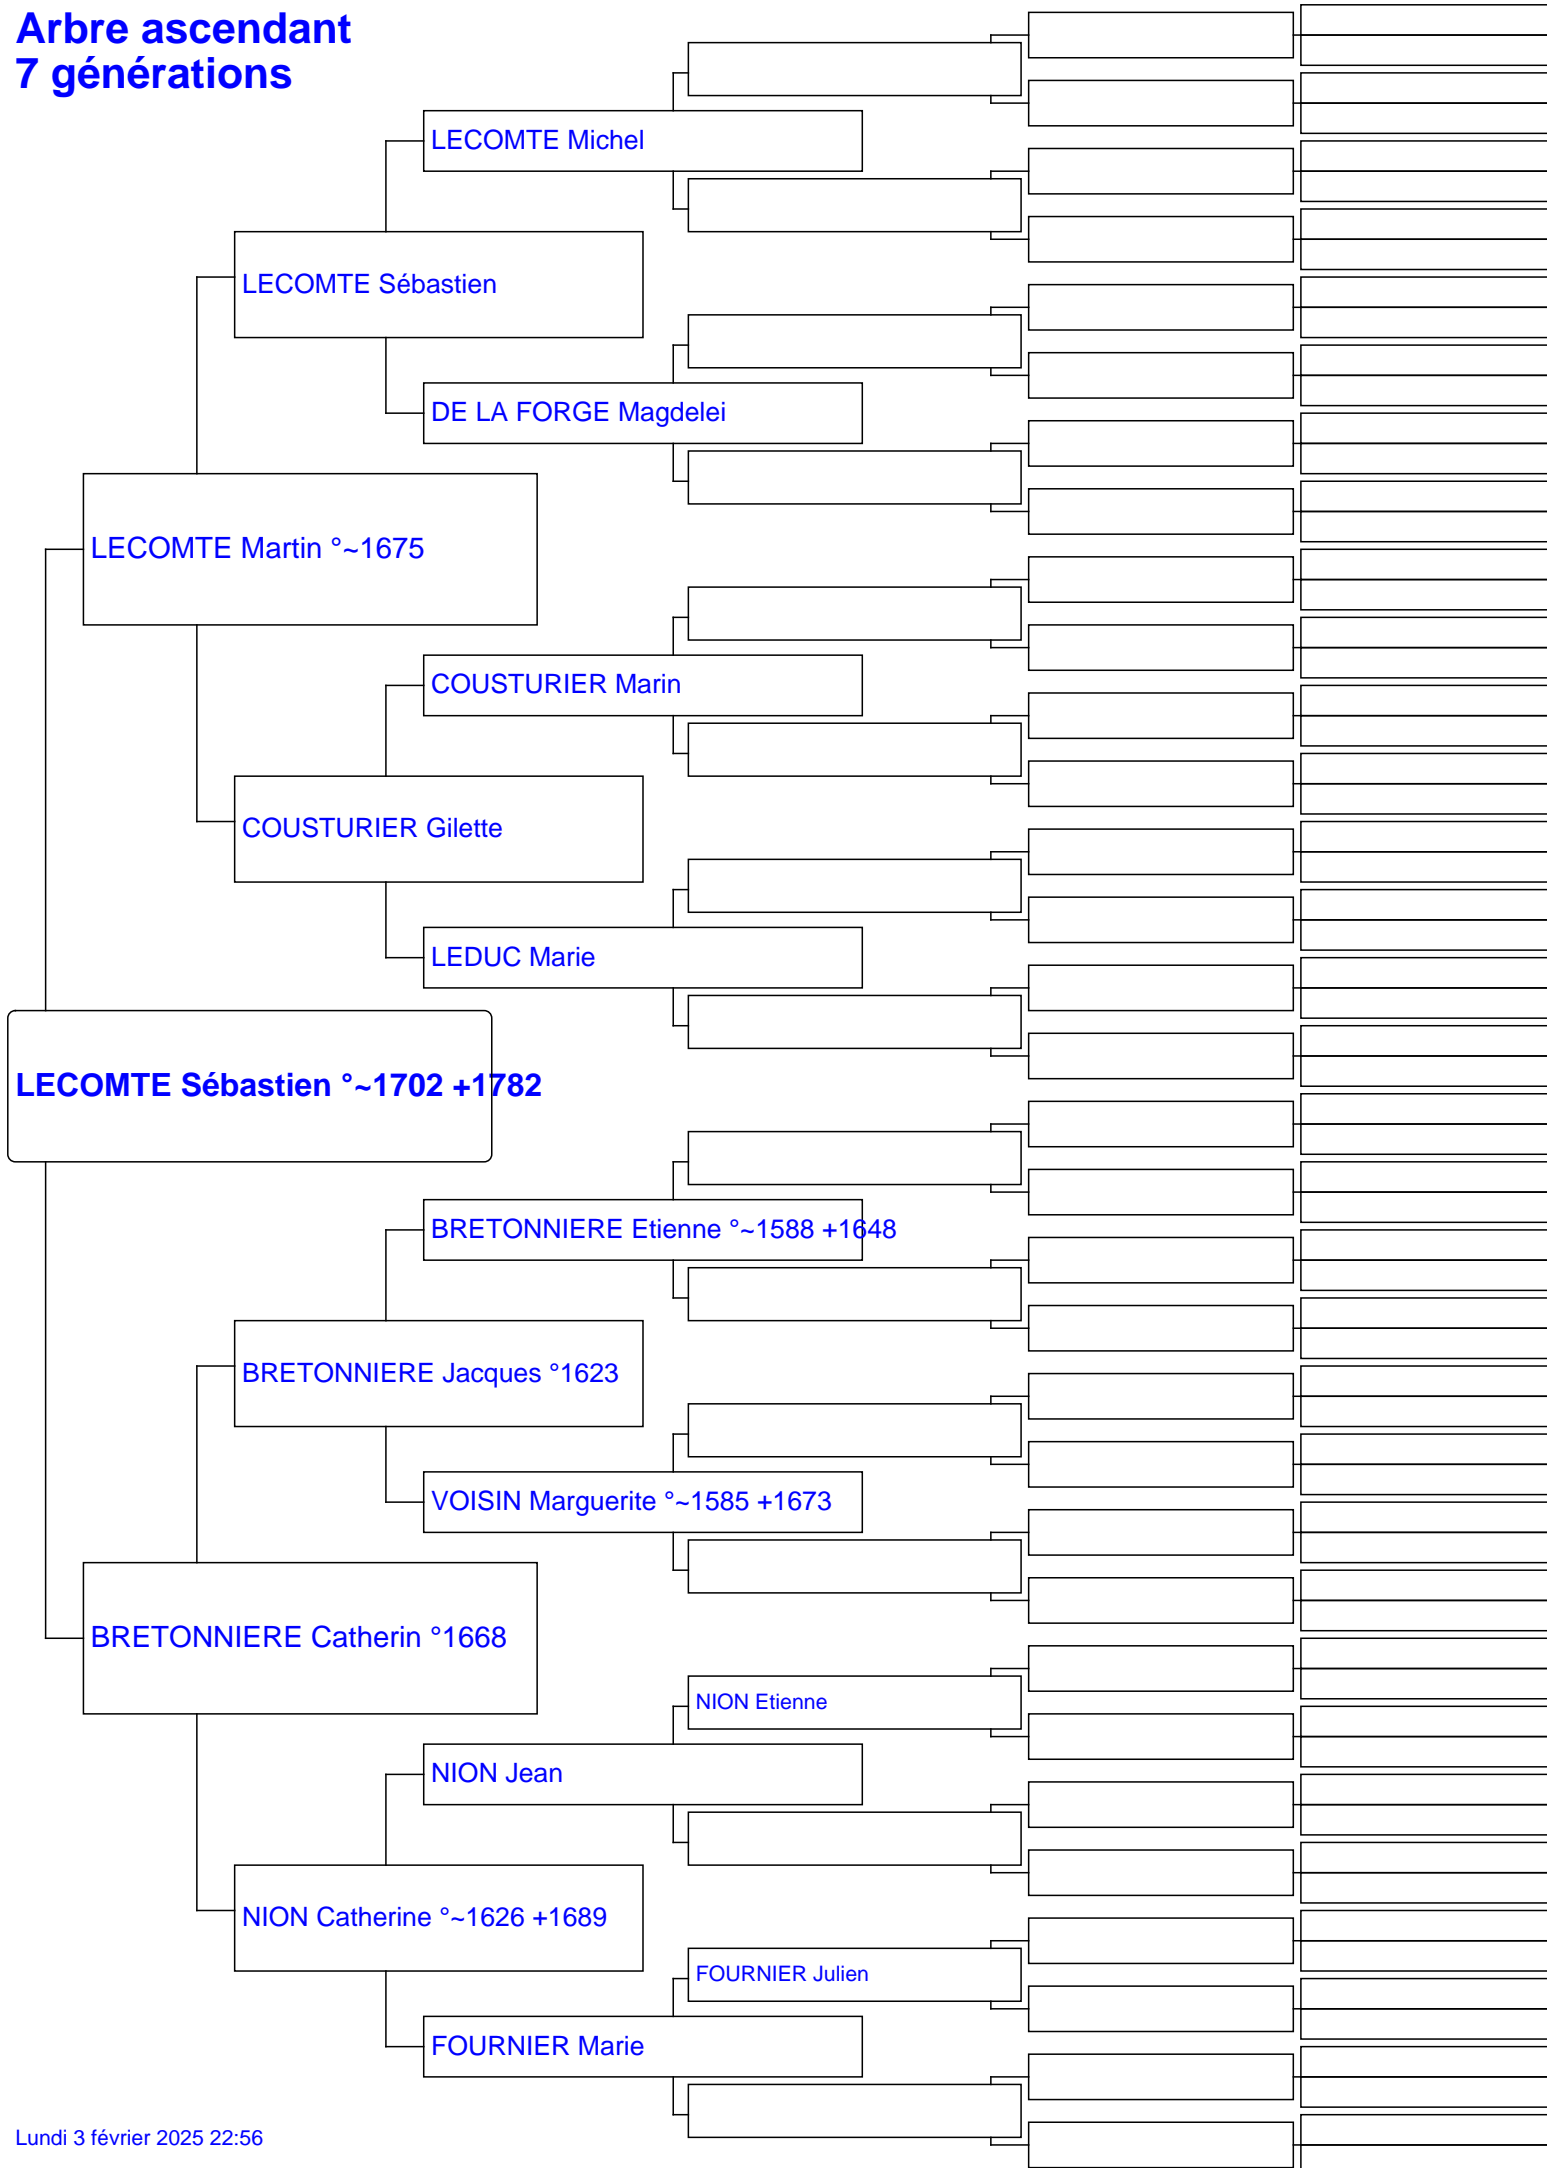 Arbre ascendant
7 générations
LECOMTE Michel
LECOMTE Sébastien
DE LA FORGE Magdelei
LECOMTE Martin °~1675
COUSTURIER Marin
COUSTURIER Gilette
LEDUC Marie
LECOMTE Sébastien °~1702 +1782
BRETONNIERE Etienne °~1588 +1648
BRETONNIERE Jacques °1623
VOISIN Marguerite °~1585 +1673
BRETONNIERE Catherin °1668
NION Etienne
NION Jean
NION Catherine °~1626 +1689
FOURNIER Julien
FOURNIER Marie
Lundi 3 février 2025 22:56